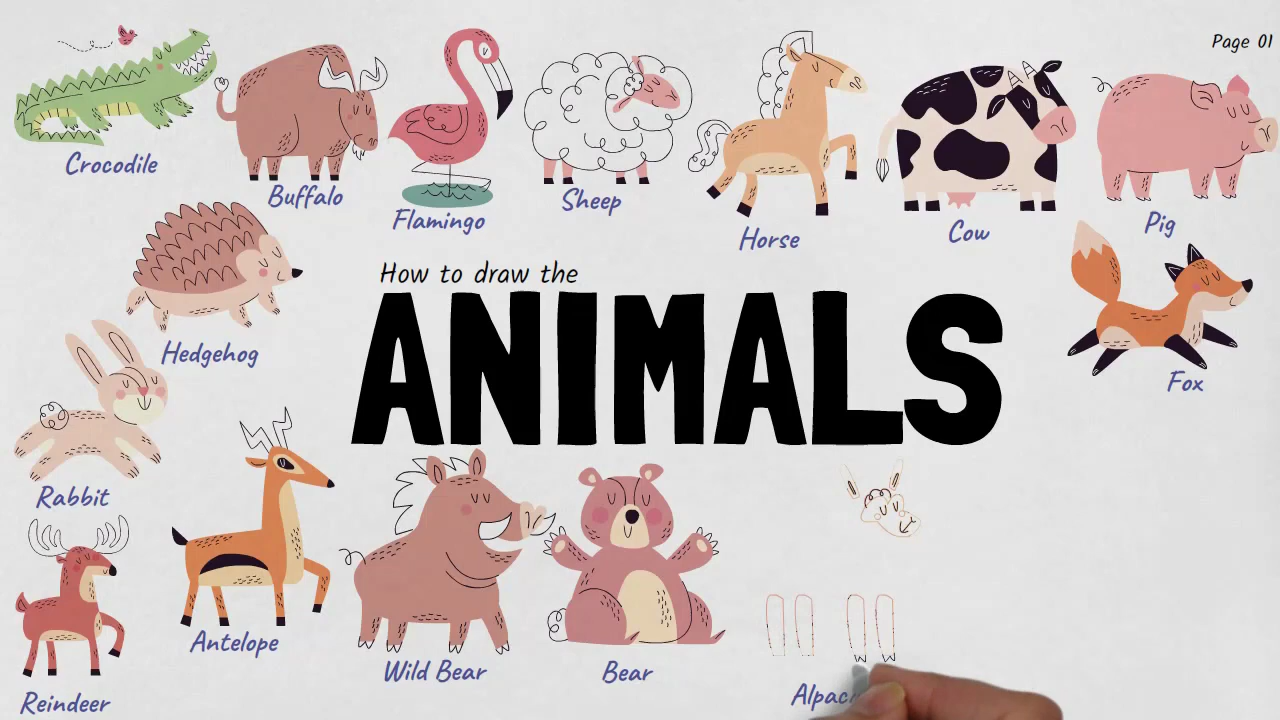 Page 01
Crocodile
Buffalo
Flamingo
Sheep
Horse
Cow
Pig
How to draw the
ANIMALS
Hedgehog
Fox
Rabbit
Antelope
Wild Bear
Bear
Reindeer